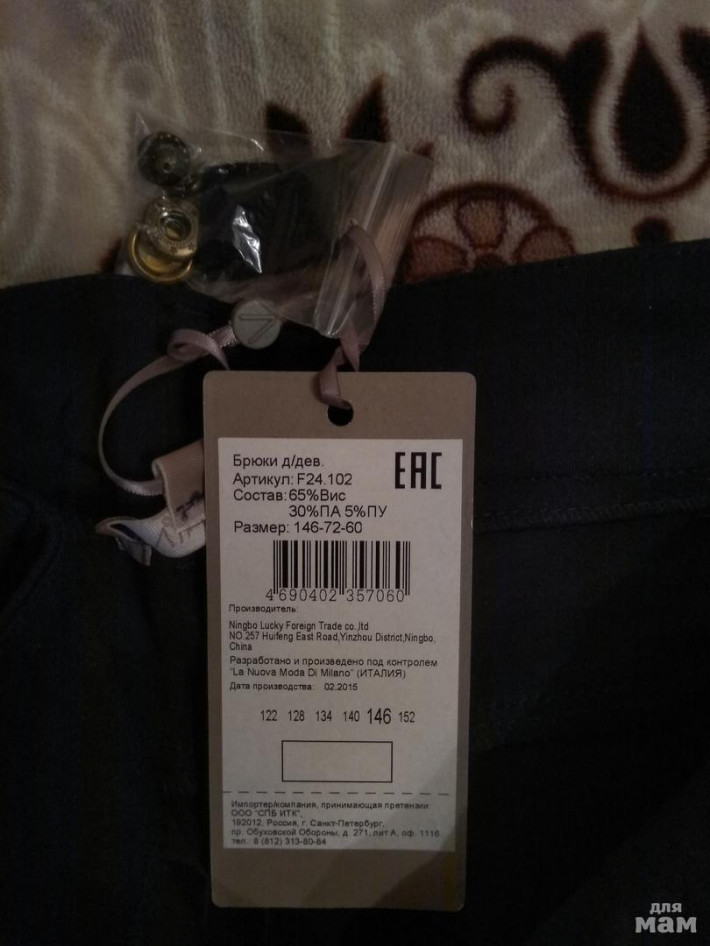 Брюки д/дев.
EAC
Артикул: F24.102
Состав: 65%Вис
30%ПА 5%ПУ
Размер: 146-72-60
4 690402 357060
Производитель:
Ningbo Lucky Foreign Trade co.,ltd
NO.257 Huifeng East Road,Yinzhou District,Ningbo,
China
Разработано и произведено под контролем
"La Nuova Moda Di Milano" (ИТАЛИЯ)
Дата производства: 02.2015
122 128 134 140 146 152
Импортер/компания, принимающая претензии:
ООО "СПБ ИТК",
192012, Россия, г. Санкт-Петербург,
пр. Обуховской Обороны, д. 271, лит А, оф. 1116
тел.: 8 (812) 313-80-84
для
мам